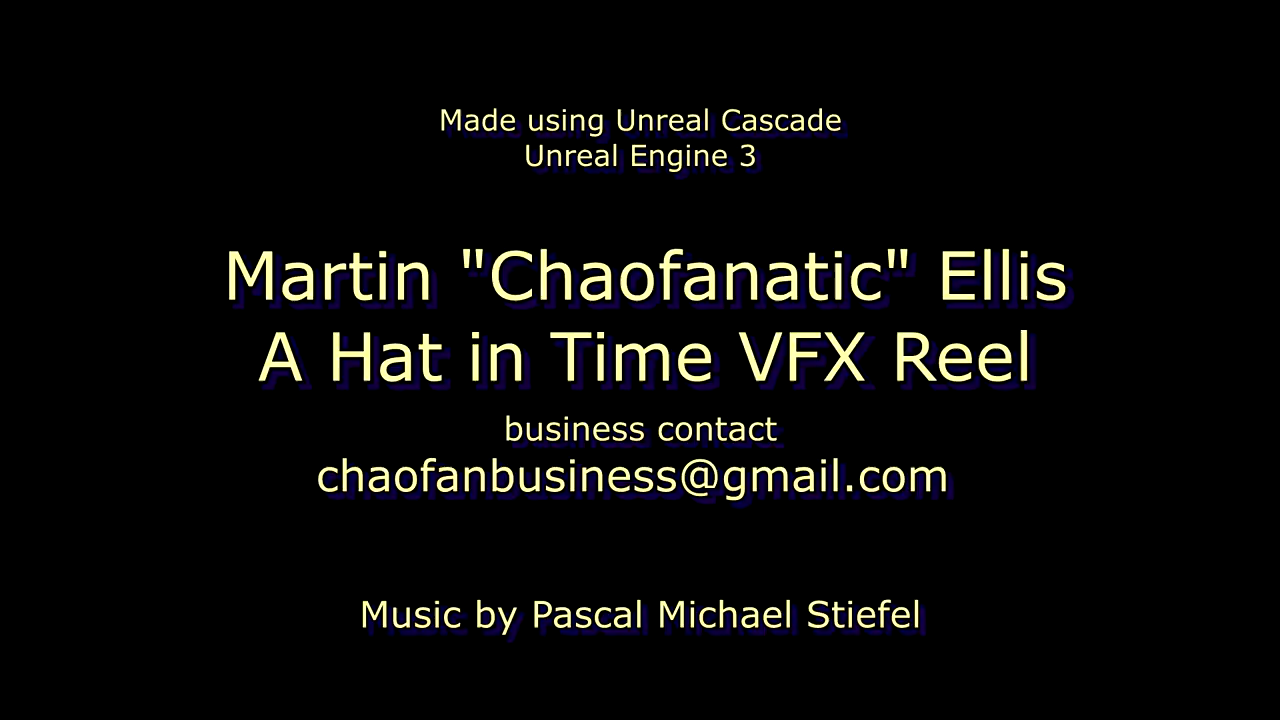 Made using Unreal Cascade
Unreal Engine 3
Martin "Chaofanatic" Ellis
A Hat in Time VFX Reel
business contact
chaofanbusiness@gmail.com
Music by Pascal Michael Stiefel